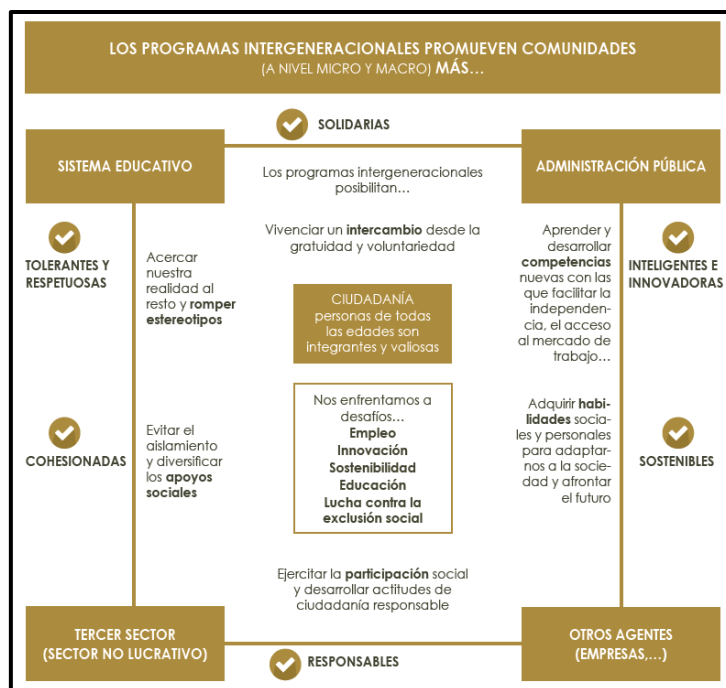 LOS PROGRAMAS INTERGENERACIONALES PROMUEVEN COMUNIDADES
(A NIVEL MICRO Y MACRO) MÁS...
SOLIDARIAS
SISTEMA EDUCATIVO
ADMINISTRACIÓN PÚBLICA
Los programas intergeneracionales
posibilitan...
Vivenciar un intercambio desde la
gratuidad y voluntariedad
TOLERANTES Y
RESPETUOSAS
Acercar
nuestra
realidad al
resto y romper
estereotipos
CIUDADANÍA
personas de todas
las edades son
integrantes y valiosas
Aprender y
desarrollar
competencias
nuevas con las
que facilitar la
independen-
cia, el acceso
al mercado de
trabajo...
INTELIGENTES E
INNOVADORAS
COHESIONADAS
Evitar el
aislamiento
y diversificar
los apoyos
sociales
Nos enfrentamos a
desafíos...
Empleo
Innovación
Sostenibilidad
Educación
Lucha contra la
exclusión social
Adquirir habi-
lidades socia-
les y personales
para adaptar-
nos a la socie-
dad y afrontar
el futuro
SOSTENIBLES
Ejercitar la participación social
y desarrollar actitudes de
ciudadanía responsable
TERCER SECTOR
(SECTOR NO LUCRATIVO)
OTROS AGENTES
(EMPRESAS,...)
RESPONSABLES